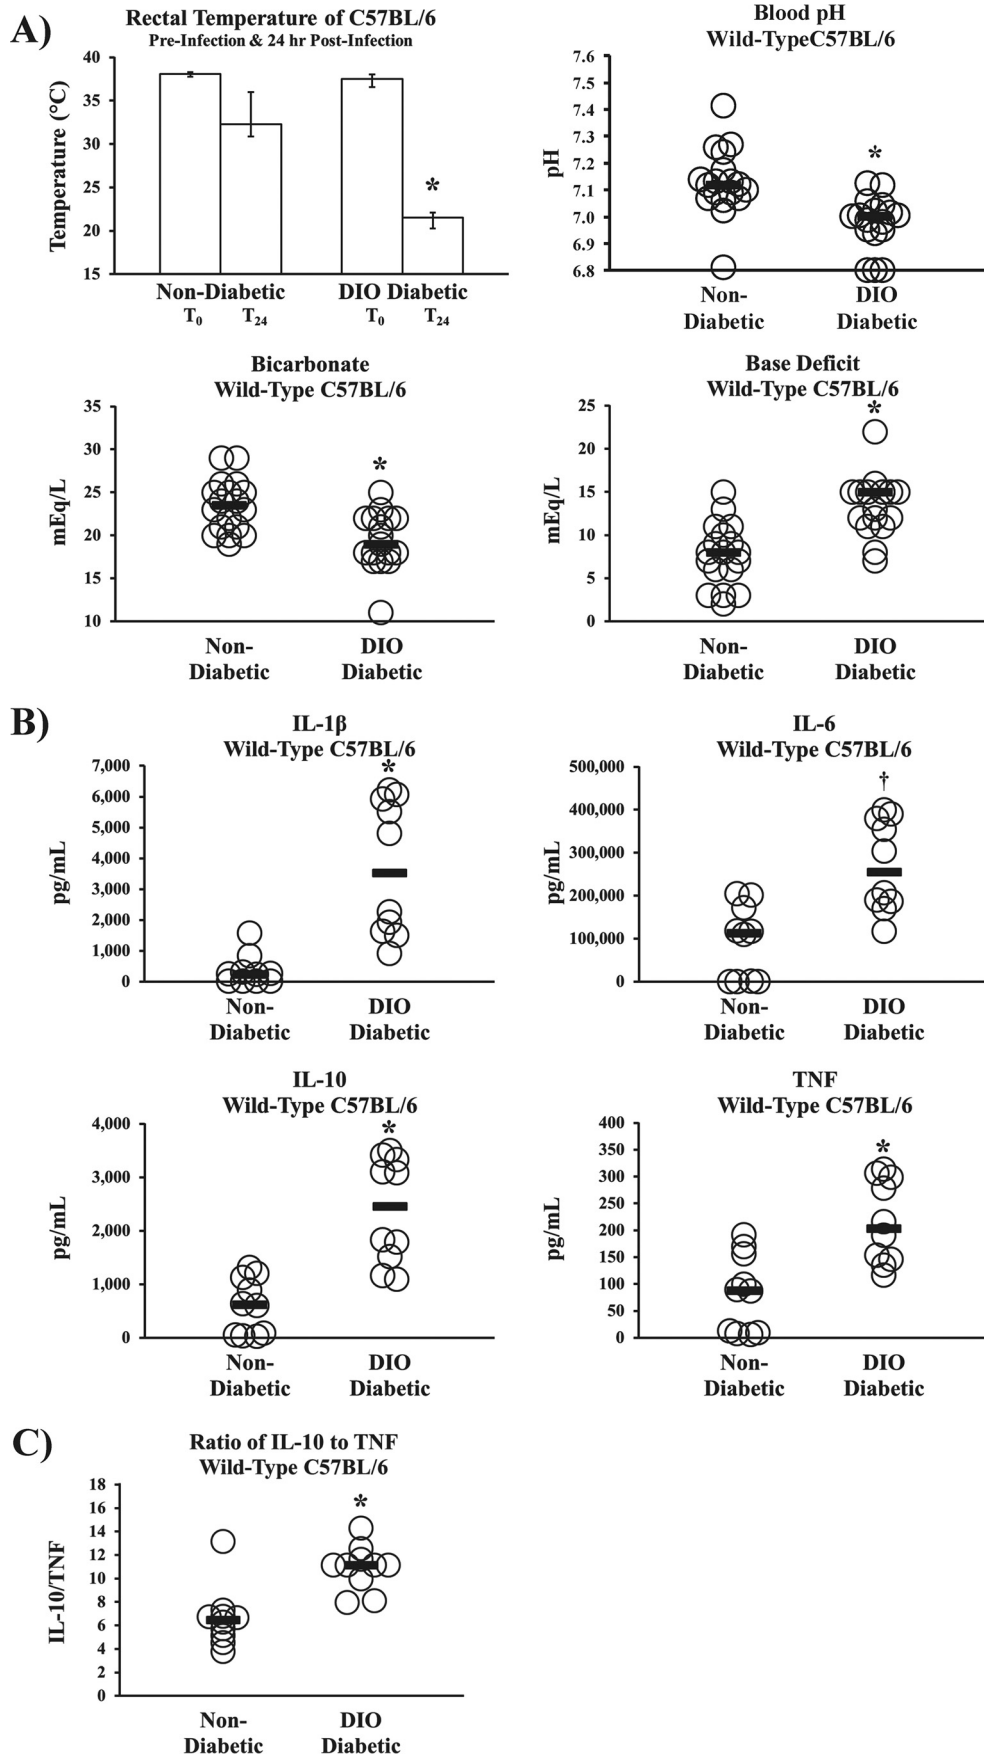 A)
Rectal Temperature of C57BL/6
Pre-Infection & 24 hr Post-Infection
Temperature (°C)
40
35
30
25
20
15
*
Non-Diabetic
DIO Diabetic
T0
T24
T0
T24
Blood pH
Wild-TypeC57BL/6
pH
7.6
7.5
7.4
7.3
7.2
7.1
7.0
6.9
6.8
*
Non-
Diabetic
DIO
Diabetic
Bicarbonate
Wild-Type C57BL/6
mEq/L
35
30
25
20
15
10
*
Non-
Diabetic
DIO
Diabetic
Base Deficit
Wild-Type C57BL/6
mEq/L
25
20
15
10
5
0
*
Non-
Diabetic
DIO
Diabetic
B)
IL-1β
Wild-Type C57BL/6
pg/mL
7,000
6,000
5,000
4,000
3,000
2,000
1,000
0
*
Non-
Diabetic
DIO
Diabetic
IL-6
Wild-Type C57BL/6
pg/mL
500,000
400,000
300,000
200,000
100,000
0
†
Non-
Diabetic
DIO
Diabetic
IL-10
Wild-Type C57BL/6
pg/mL
4,000
3,000
2,000
1,000
0
*
Non-
Diabetic
DIO
Diabetic
TNF
Wild-Type C57BL/6
pg/mL
400
350
300
250
200
150
100
50
0
*
Non-
Diabetic
DIO
Diabetic
C)
Ratio of IL-10 to TNF
Wild-Type C57BL/6
IL-10/TNF
18
16
14
12
10
8
6
4
2
0
*
Non-
Diabetic
DIO
Diabetic